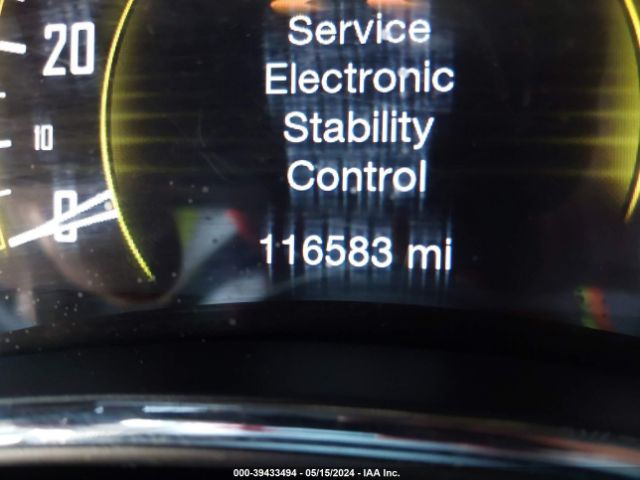 Service
20
Electronic
Stability
10
Control
0
116583 mi
000-39433494 - 05/15/2024 - IAA Inc.